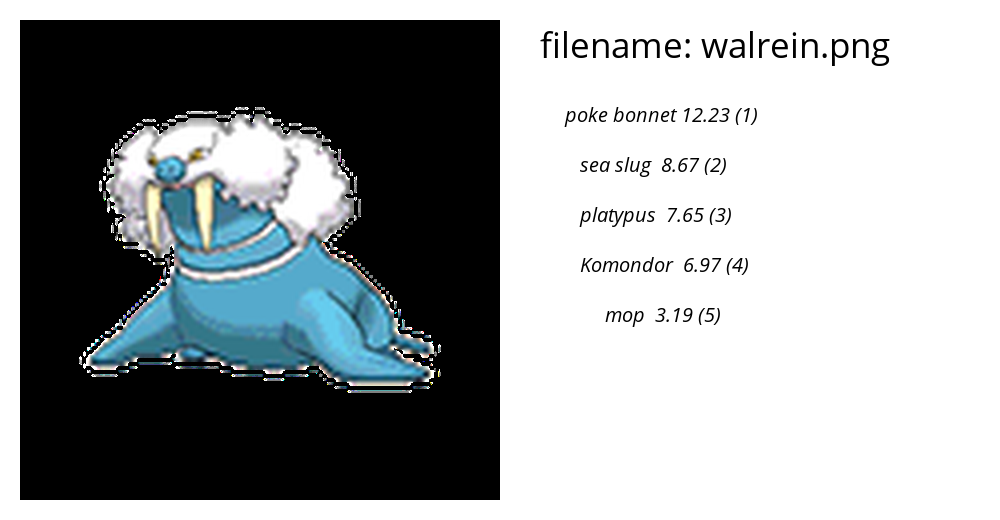 filename: walrein.png
poke bonnet 12.23 (1)
sea slug 8.67 (2)
platypus 7.65 (3)
Komondor 6.97 (4)
mop 3.19 (5)